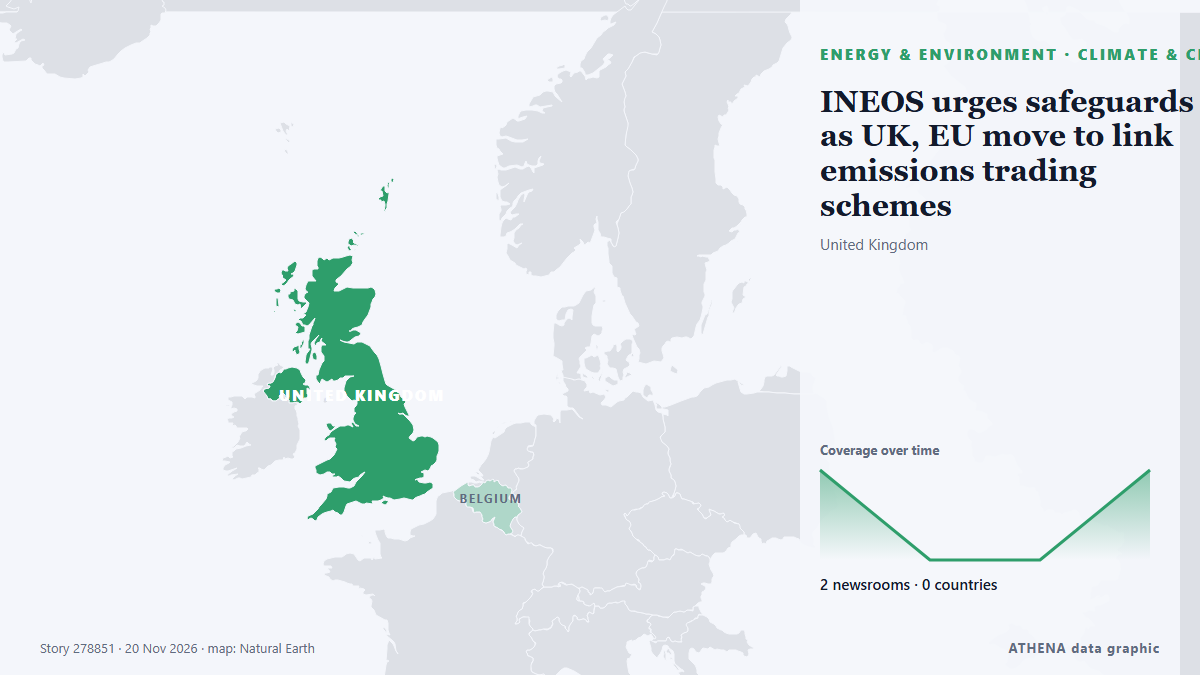 ENERGY & ENVIRONMENT · CLIMATE &
INEOS urges safeguards
as UK, EU move to link
emissions trading
schemes
United Kingdom
UNITED KINGDOM
BELGIUM
Coverage over time
2 newsrooms · 0 countries
Story 278851 · 20 Nov 2026 · map: Natural Earth
ATHENA data graphic